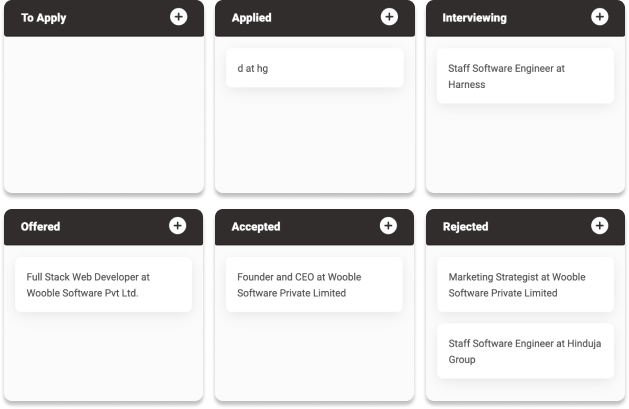 To Apply
Applied
d at hg
Interviewing
Staff Software Engineer at
Harness
Offered
Full Stack Web Developer at
Wooble Software Pvt Ltd.
Accepted
Founder and CEO at Wooble
Software Private Limited
Rejected
Marketing Strategist at Wooble
Software Private Limited
Staff Software Engineer at Hinduja
Group